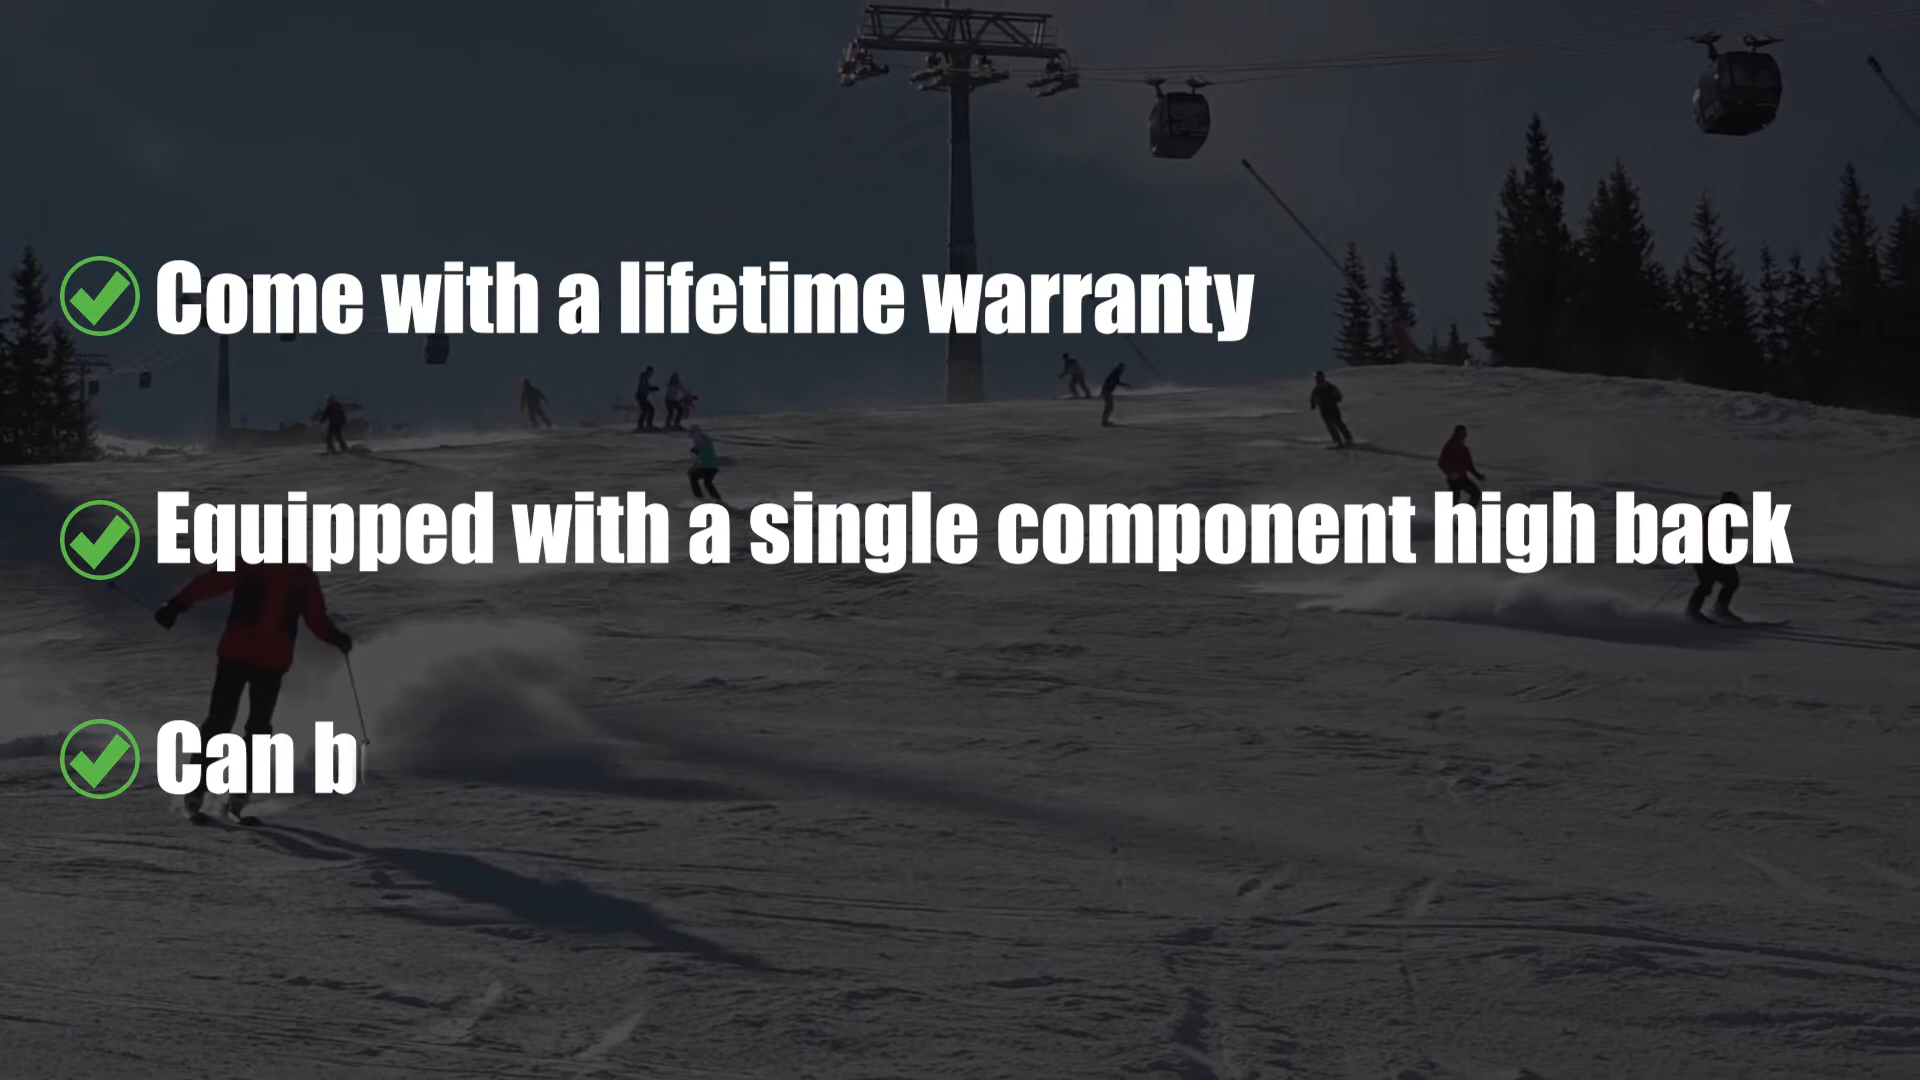 Come with a lifetime warranty
Equipped with a single component high back
Can b